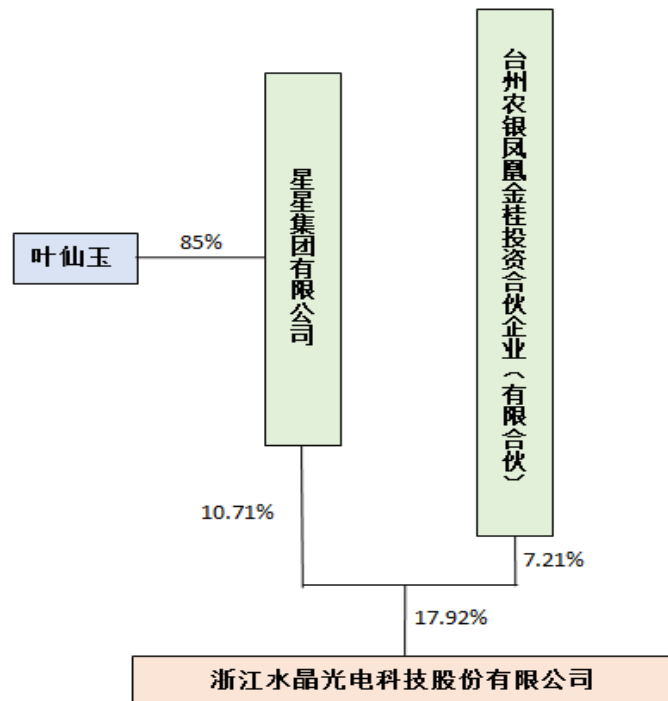 叶仙玉
85%
星星集团有限公司
台州农银凤凰金桂投资合伙企业（有限合伙）
10.71%
7.21%
17.92%
浙江水晶光电科技股份有限公司